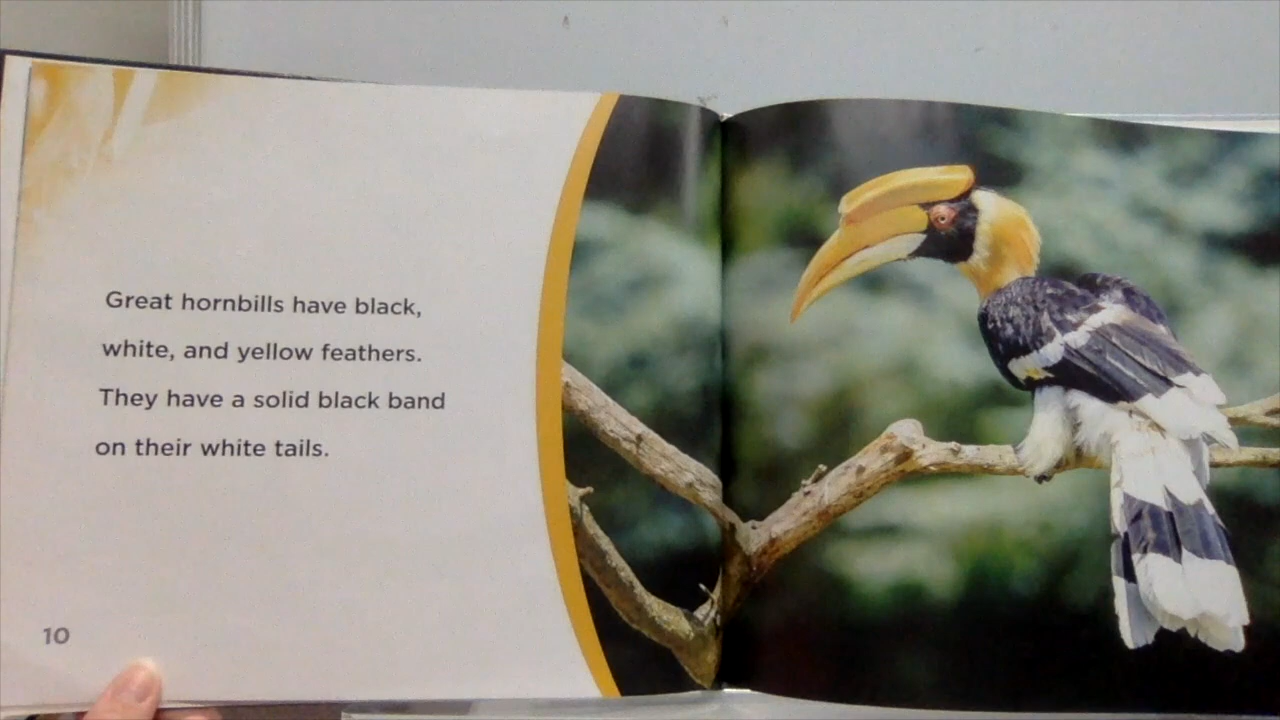 Great hornbills have black,
white, and yellow feathers.
They have a solid black band
on their white tails.
10